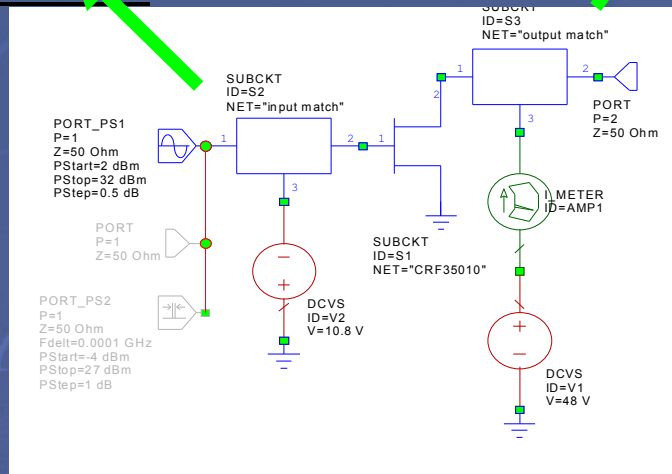 SUBCKT
ID=S3
NET="output match"
SUBCKT
ID=S2
NET="input match"
1
2
3
PORT
P=2
Z=50 Ohm
PORT_PS1
P=1
Z=50 Ohm
PStart=2 dBm
PStop=32 dBm
PStep=0.5 dB
1
2
3
1
2
I_METER
ID=AMP1
PORT
P=1
Z=50 Ohm
SUBCKT
ID=S1
NET="CRF35010"
PORT_PS2
P=1
Z=50 Ohm
Fdelt=0.0001 GHz
PStart=-4 dBm
PStop=27 dBm
PStep=1 dB
DCVS
ID=V2
V=10.8 V
DCVS
ID=V1
V=48 V